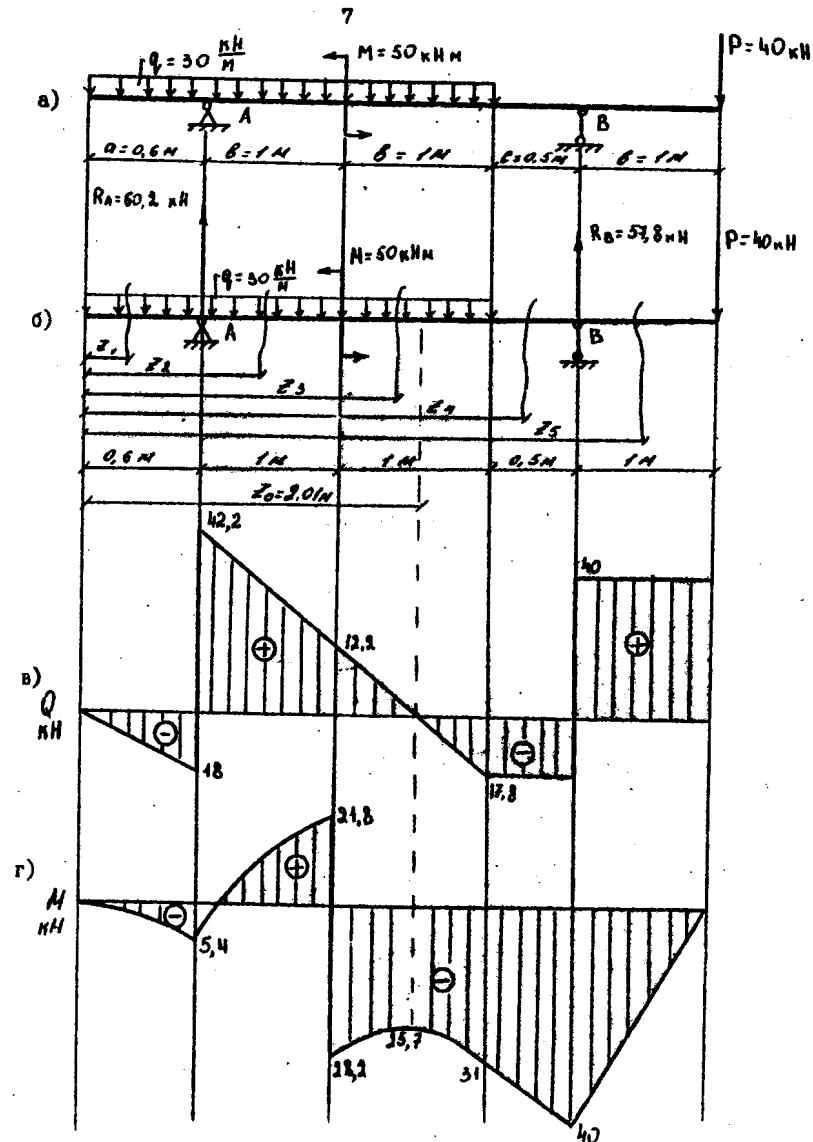 7
q = 30 кН/м
M = 50 кНм
P = 40 кН
а)
A
B
a = 0,6 м
в = 1 м
в = 1 м
с = 0,5 м
в = 1 м
RA = 60,2 кН
RB = 57,8 кН
P = 40 кН
M = 50 кНм
q = 30 кН/м
б)
A
B
Z1
Z2
Z3
Z4
Z5
0,6 м
1 м
1 м
0,5 м
1 м
Z0 = 2,01 м
42,2
40
12,2
+
+
в)
Q
кН
-
-
18
17,8
21,8
г)
M
кН
+
-
5,4
-
25,7
28,2
31
40